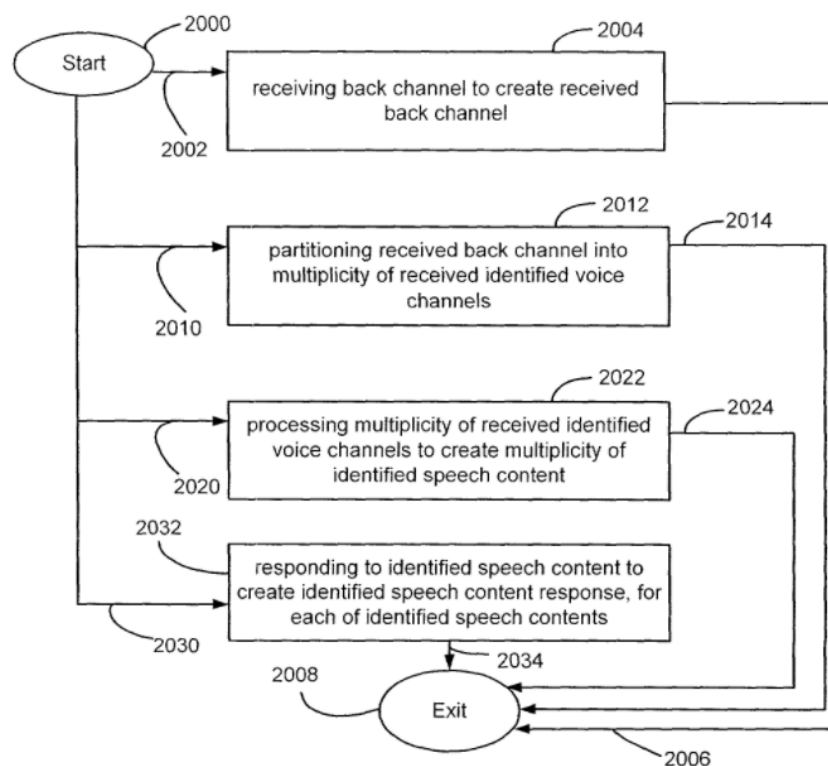 2000
Start
2004
receiving back channel to create received
back channel
2002
2012
2014
partitioning received back channel into
multiplicity of received identified voice
channels
2010
2022
2024
processing multiplicity of received identified
voice channels to create multiplicity of
identified speech content
2020
2032
responding to identified speech content to
create identified speech content response, for
each of identified speech contents
2030
2034
2008
Exit
2006